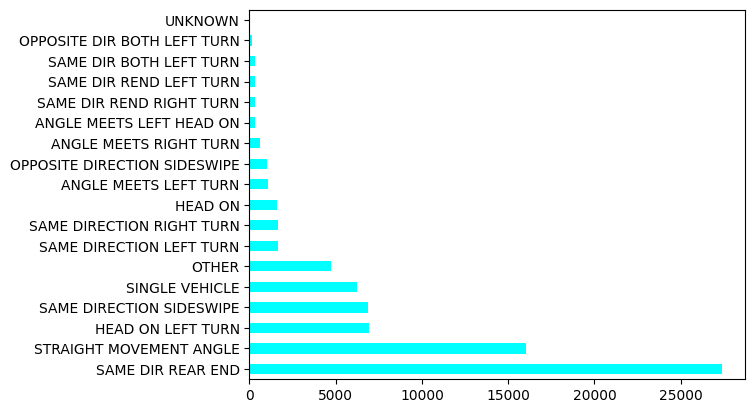 UNKNOWN
OPPOSITE DIR BOTH LEFT TURN
SAME DIR BOTH LEFT TURN
SAME DIR REND LEFT TURN
SAME DIR REND RIGHT TURN
ANGLE MEETS LEFT HEAD ON
ANGLE MEETS RIGHT TURN
OPPOSITE DIRECTION SIDESWIPE
ANGLE MEETS LEFT TURN
HEAD ON
SAME DIRECTION RIGHT TURN
SAME DIRECTION LEFT TURN
OTHER
SINGLE VEHICLE
SAME DIRECTION SIDESWIPE
HEAD ON LEFT TURN
STRAIGHT MOVEMENT ANGLE
SAME DIR REAR END
0 5000 10000 15000 20000 25000